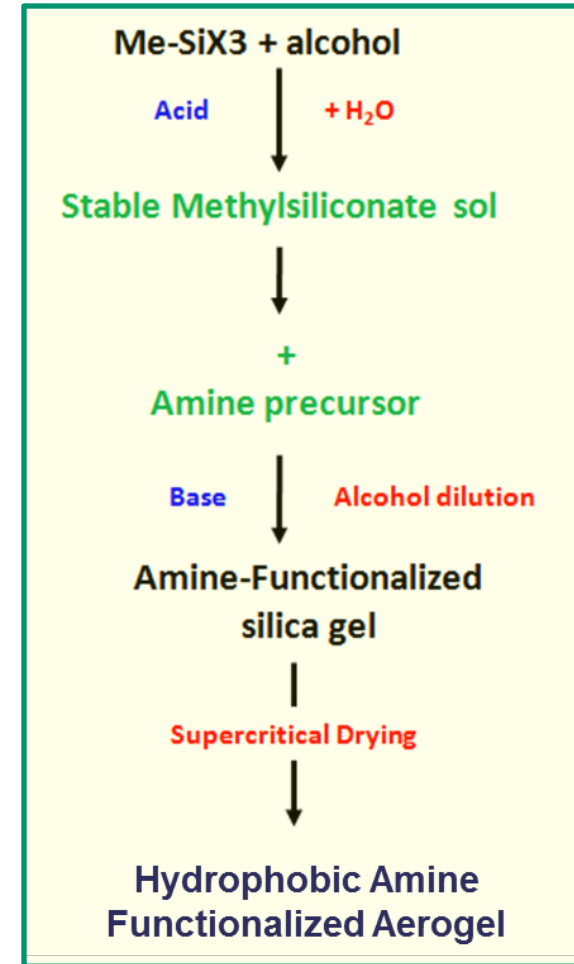 Me-SiX3 + alcohol
Acid + H₂O
Stable Methylsiliconate sol
+
Amine precursor
Base Alcohol dilution
Amine-Functionalized
silica gel
Supercritical Drying
Hydrophobic Amine
Functionalized Aerogel